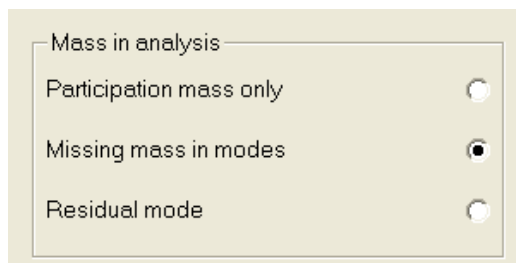 Mass in analysis
Participation mass only
Missing mass in modes
Residual mode